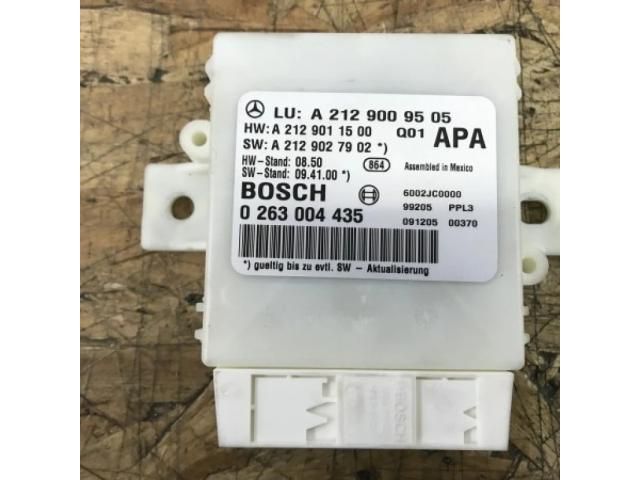 LU: A 212 900 95 05
HW: A 212 901 15 00 Q01 APA
SW: A 212 902 79 02 *)
HW-Stand: 08.50 864 Assembled in Mexico
SW-Stand: 09.41.00 *)
BOSCH 6002JC0000
0 263 004 435 99205 PPL3
091205 00370
*) gueltig bis zu evtl. SW - Aktualisierung
BOSCH